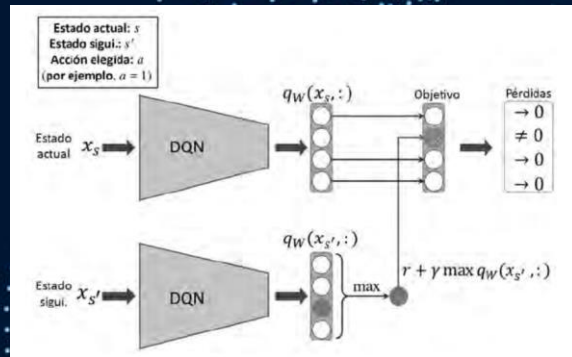 Estado actual: s
Estado sigui.: s'
Acción elegida: a
(por ejemplo, a = 1)
q_W(x_s, :)
Objetivo
Pérdidas
Estado
actual
x_s
DQN
→ 0
≠ 0
→ 0
→ 0
q_W(x_s', :)
Estado
sigui.
x_s'
DQN
max
r + γ max q_W(x_s', :)